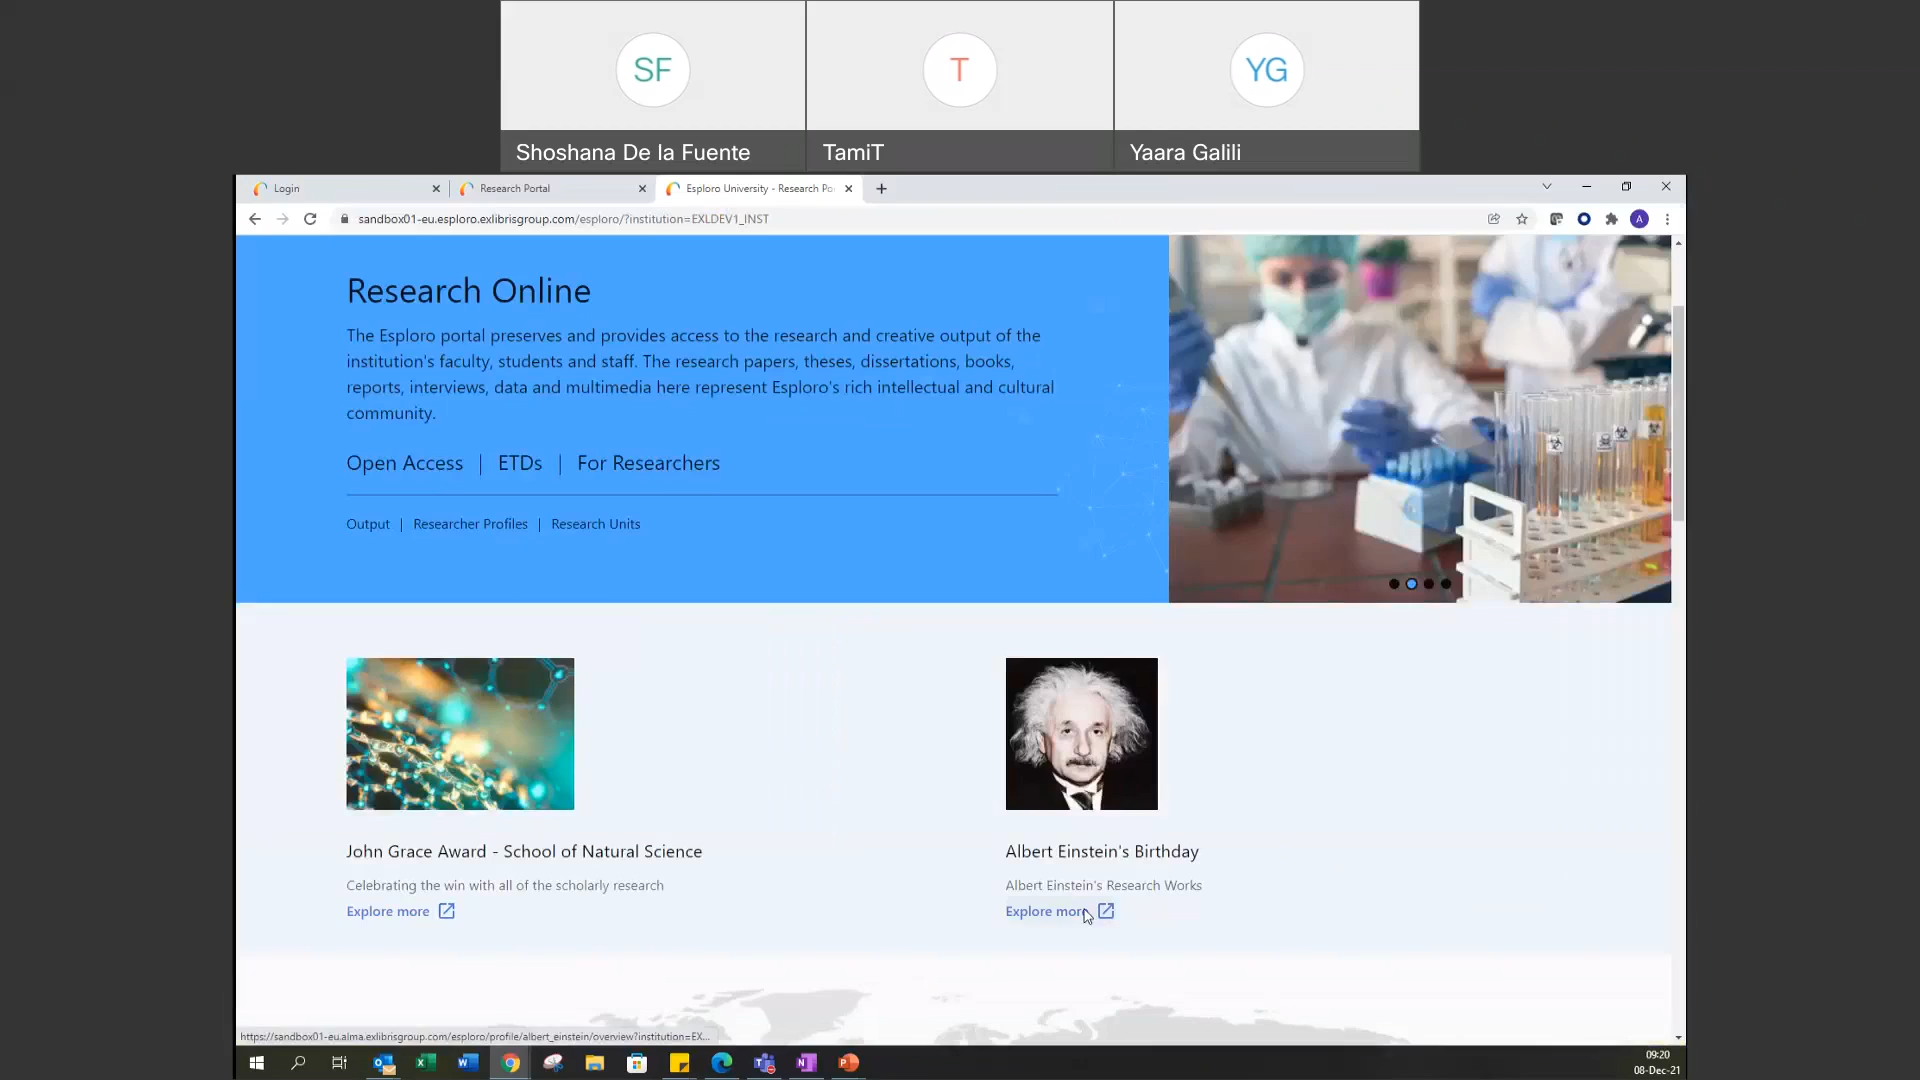 SF
T
YG
Shoshana De la Fuente
TamiT
Yaara Galili
Login
Research Portal
Esploro University - Research Po
sandbox01-eu.esploro.exlibrisgroup.com/esploro/?institution=EXLDEV1_INST
A
Research Online
The Esploro portal preserves and provides access to the research and creative output of the
institution's faculty, students and staff. The research papers, theses, dissertations, books,
reports, interviews, data and multimedia here represent Esploro's rich intellectual and cultural
community.
Open Access | ETDs | For Researchers
Output | Researcher Profiles | Research Units
John Grace Award - School of Natural Science
Celebrating the win with all of the scholarly research
Explore more
Albert Einstein's Birthday
Albert Einstein's Research Works
Explore more
https://sandbox01-eu.alma.exlibrisgroup.com/esploro/profile/albert_einstein/overview?institution=EX...
09:20
08-Dec-21